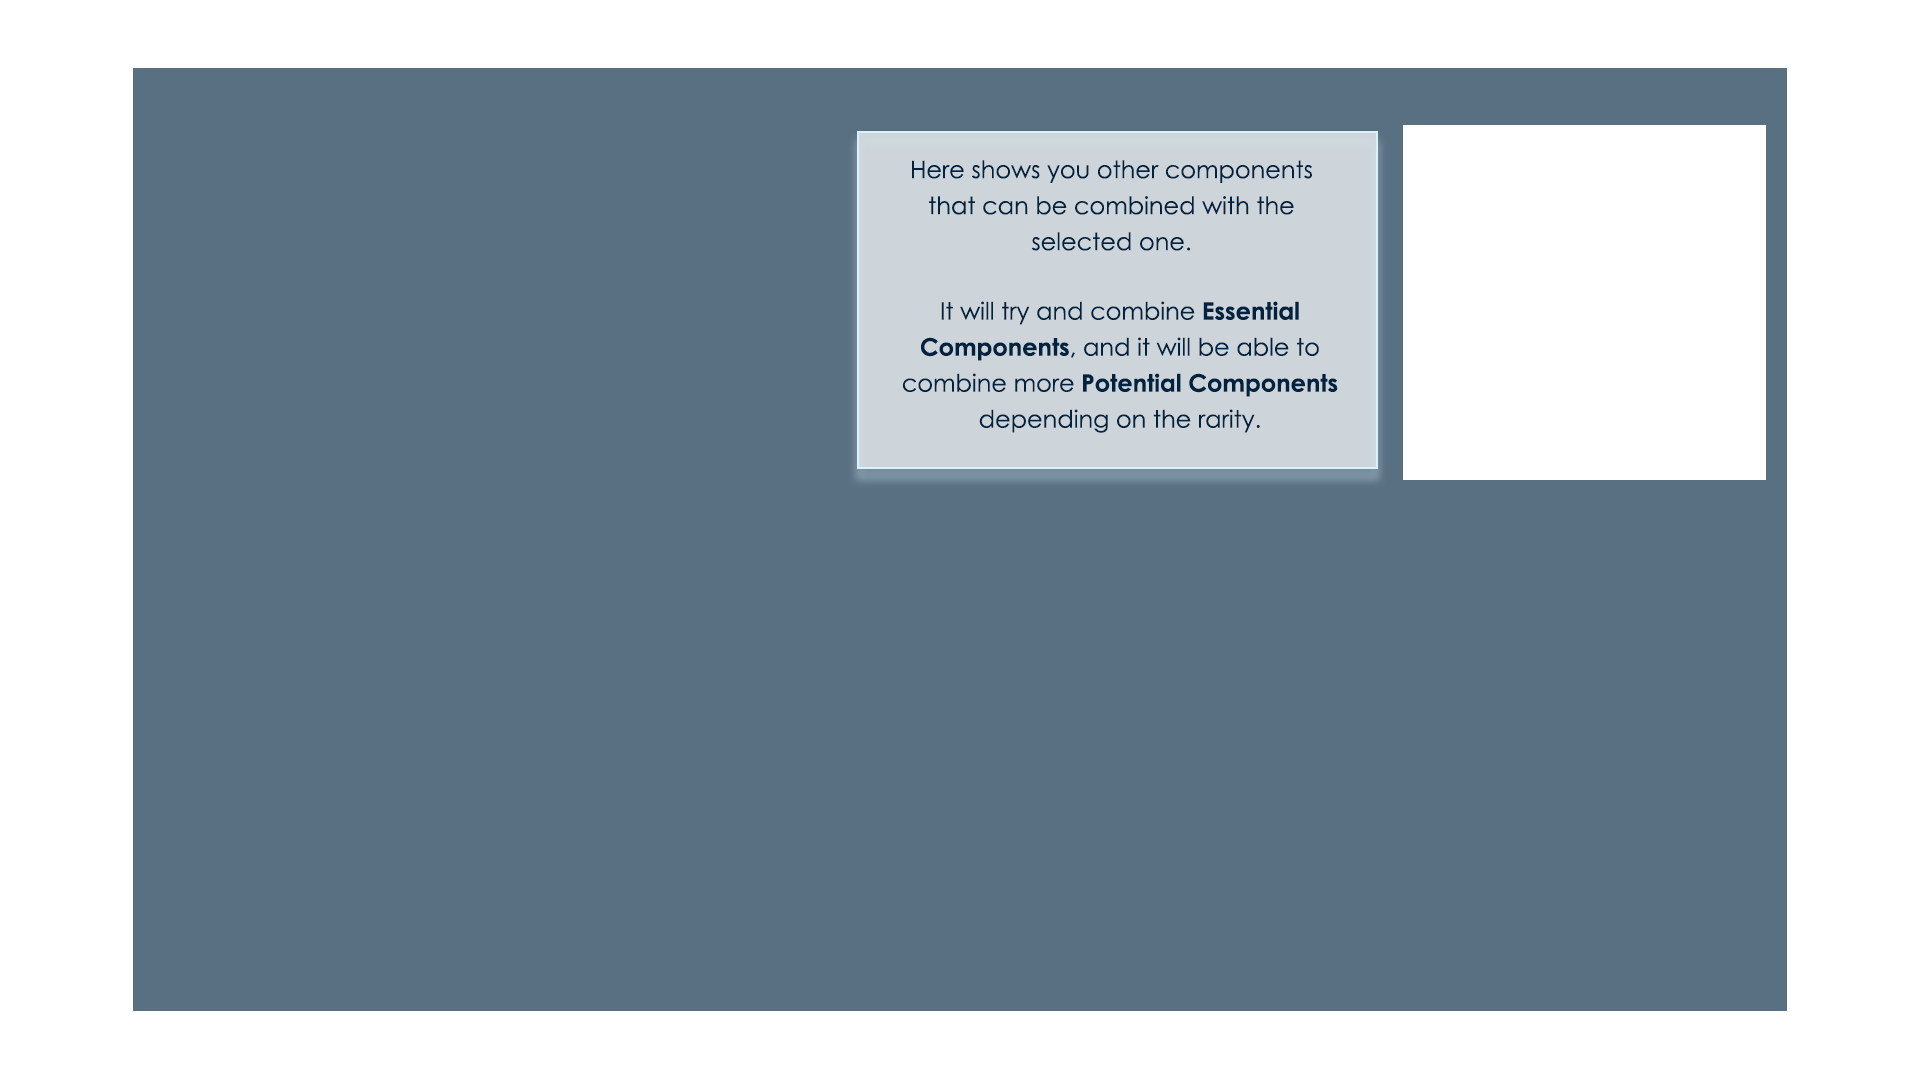 Here shows you other components
that can be combined with the
selected one.
It will try and combine Essential
Components, and it will be able to
combine more Potential Components
depending on the rarity.